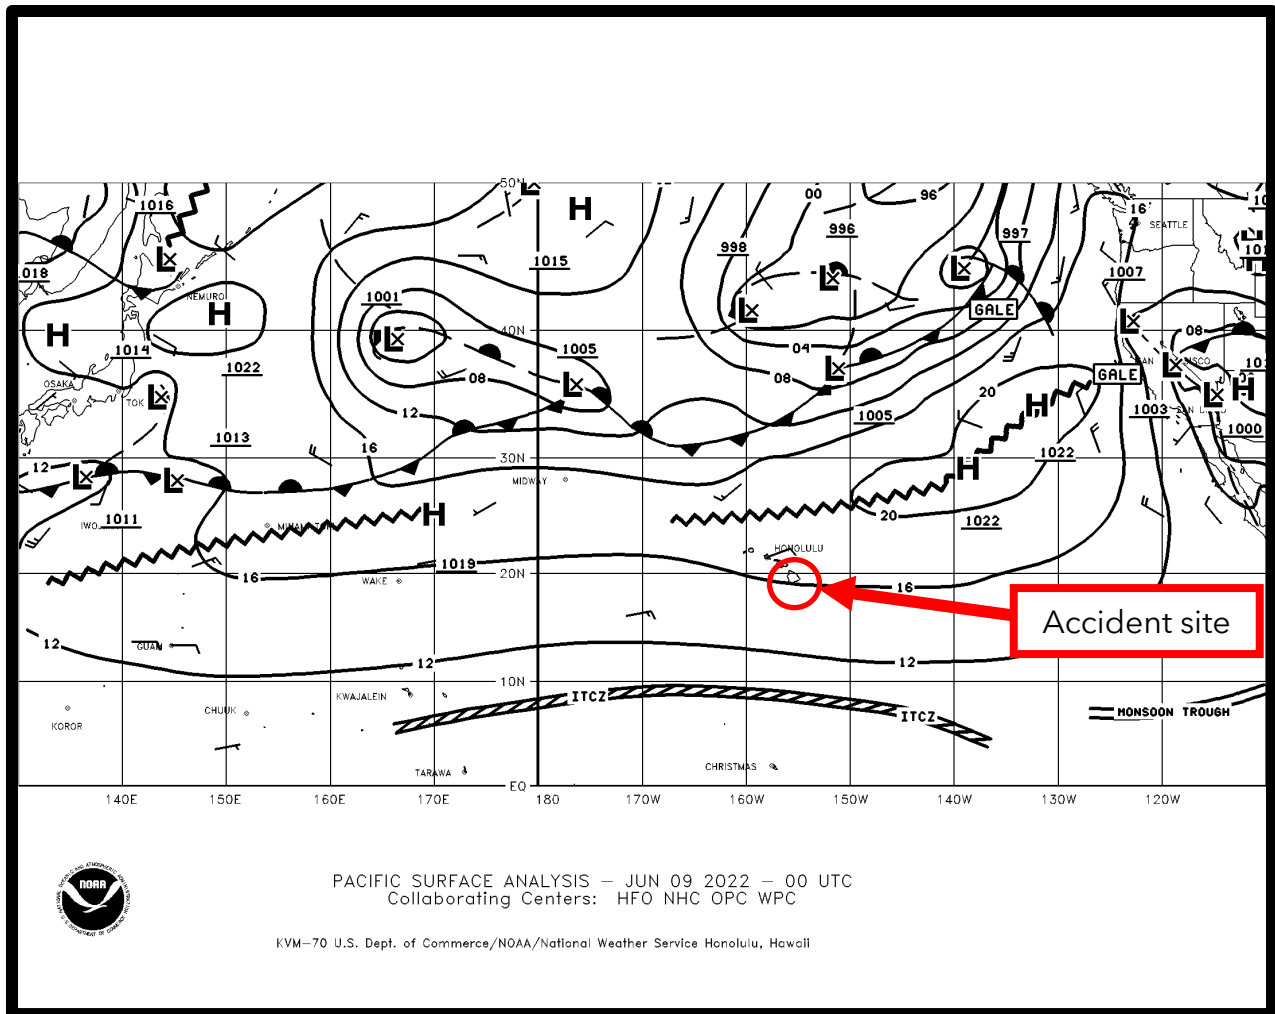 50N
H
1016
00
96
16
10
SEATTLE
998
996
997
L
1015
101
1018
L
L
L
1007
NEMURO
1001
H
L
H
GALE
L
40N
08
L
1014
04
1005
1022
L
08
08
L
GALE
20
OSAKA
L
H
L
12
H
1003
1005
1013
16
1000
12
30N
1022
L
L
H
MIDWAY
H
20
1011
1022
HONOLULU
1019
16
WAKE
20N
16
Accident site
12
GUAM
12
12
10N
KWAJALEIN
ITCZ
CHUUK
ITCZ
MONSOON TROUGH
KOROR
TARAWA
CHRISTMAS
EQ
140E 150E 160E 170E 180 170W 160W 150W 140W 130W 120W
NOAA
PACIFIC SURFACE ANALYSIS – JUN 09 2022 – 00 UTC
Collaborating Centers: HFO NHC OPC WPC
KVM–70 U.S. Dept. of Commerce/NOAA/National Weather Service Honolulu, Hawaii